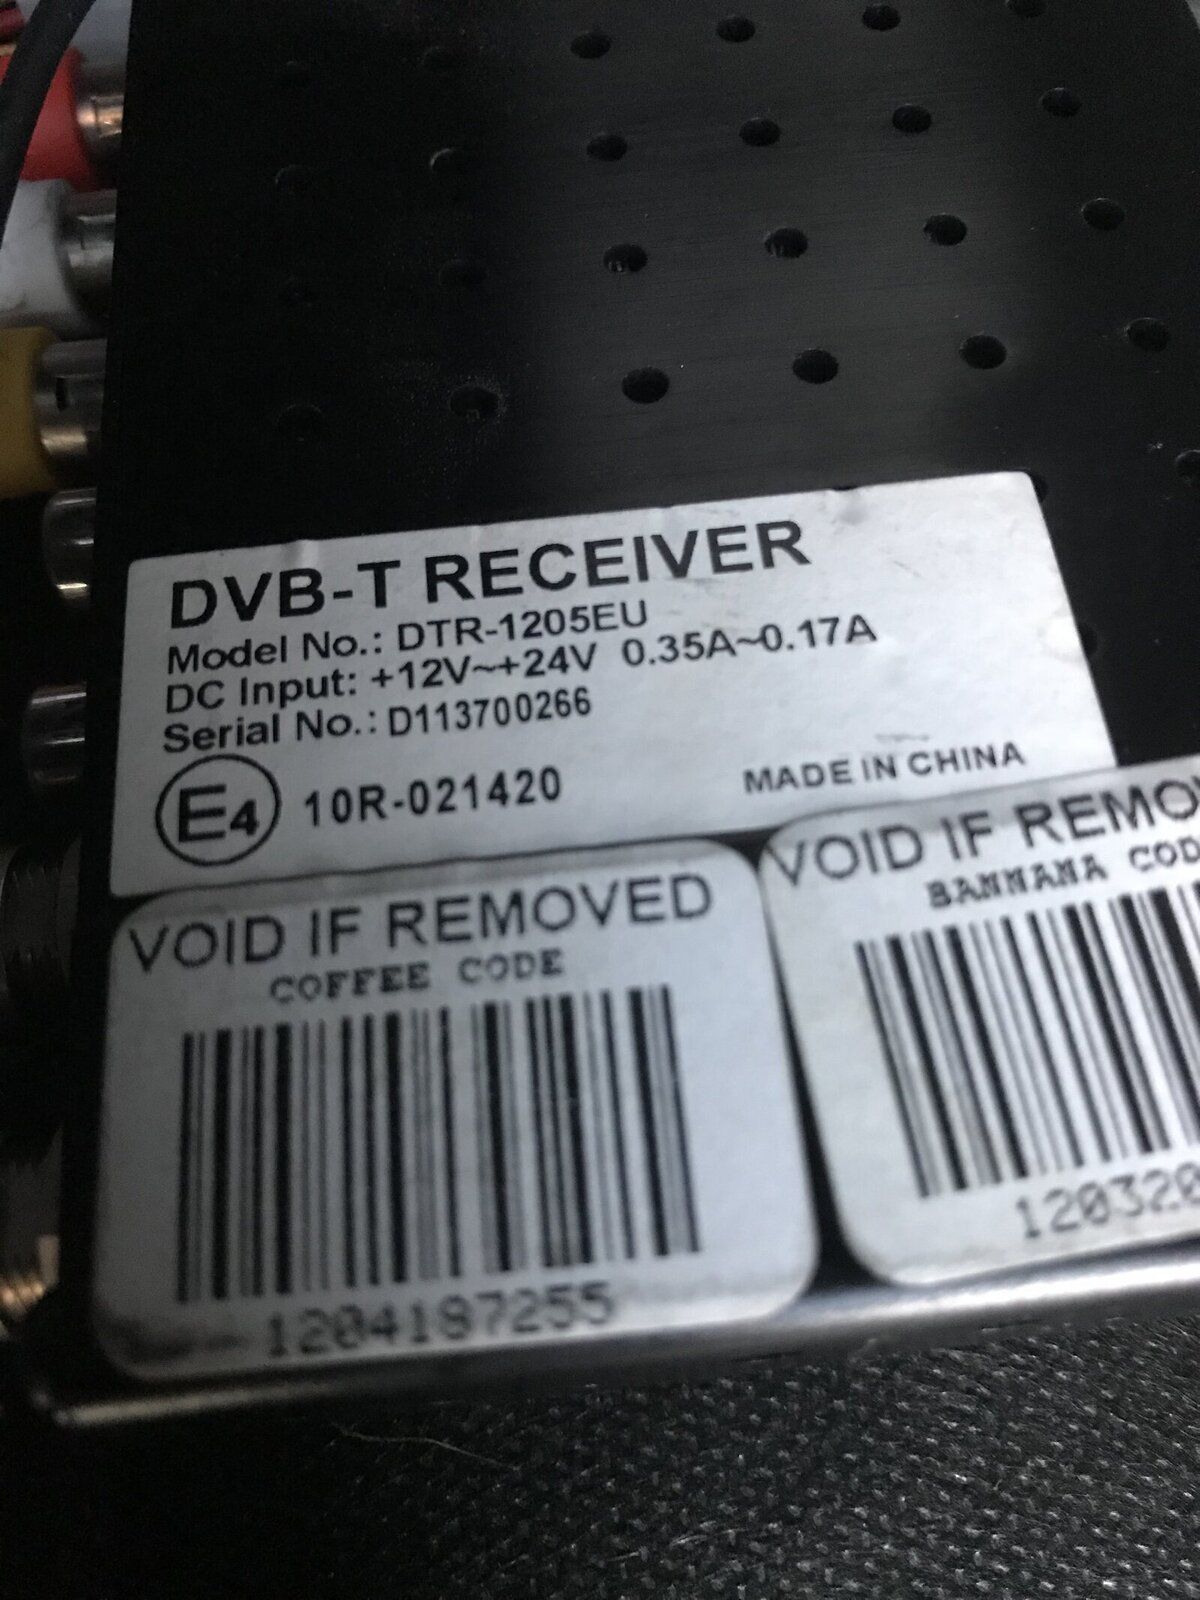 DVB-T RECEIVER
Model No.: DTR-1205EU
DC Input: +12V~+24V 0.35A~0.17A
Serial No.: D113700266
E4 10R-021420
MADE IN CHINA
VOID IF REMOVED
COFFEE CODE
1204187255
VOID IF REMO
BANNANA COD
120320